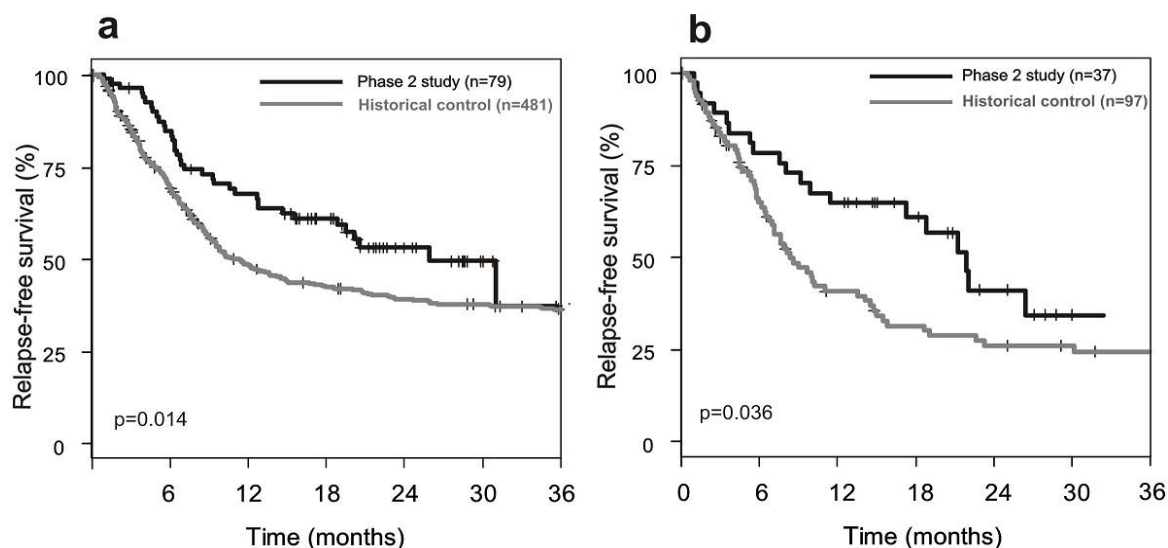 a
Relapse-free survival (%)
100
75
50
25
0
Phase 2 study (n=79)
Historical control (n=481)
p=0.014
6 12 18 24 30 36
Time (months)
b
Relapse-free survival (%)
100
75
50
25
0
Phase 2 study (n=37)
Historical control (n=97)
p=0.036
0 6 12 18 24 30 36
Time (months)